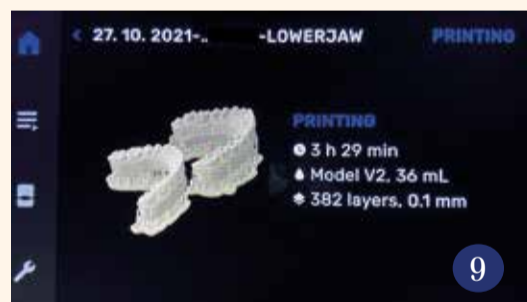 27. 10. 2021-.. -LOWERJAW PRINTING
PRINTING
3 h 29 min
Model V2, 36 mL
382 layers, 0.1 mm
9